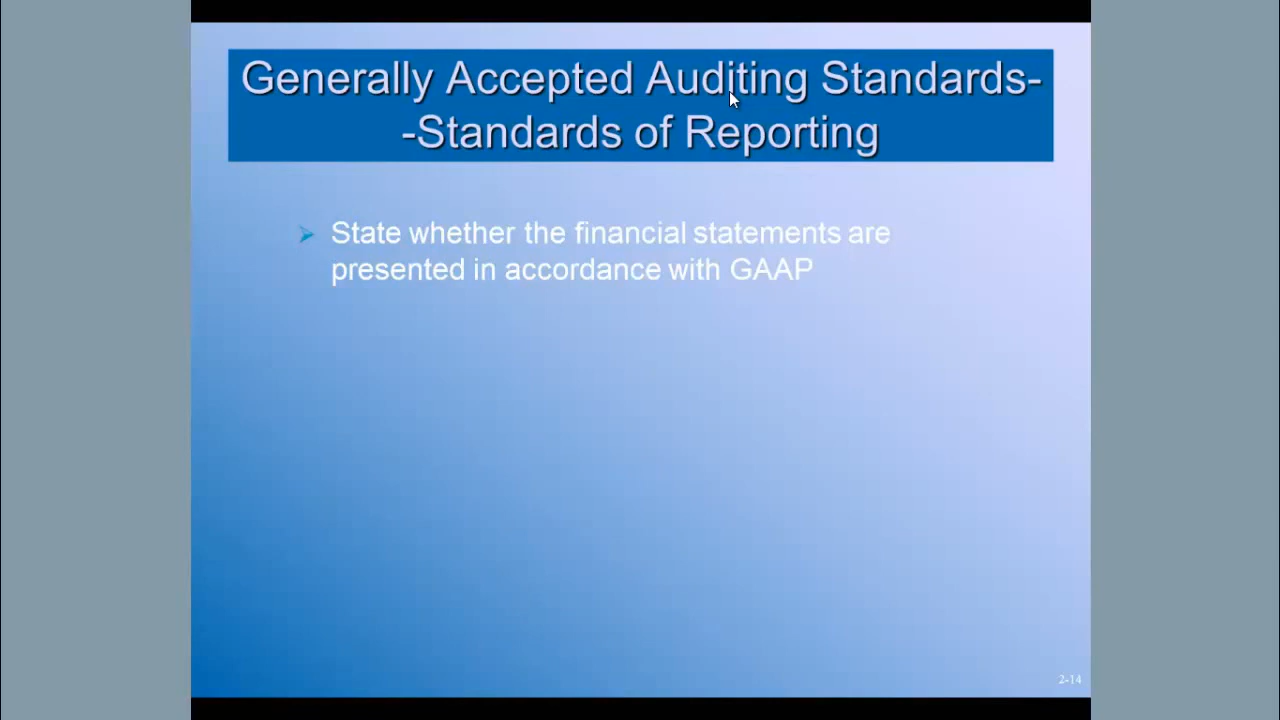 Generally Accepted Auditing Standards-
-Standards of Reporting
State whether the financial statements are
presented in accordance with GAAP
2-14